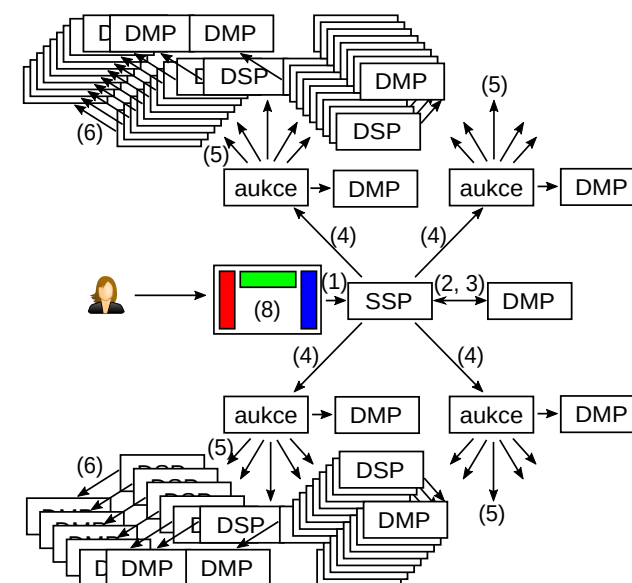 DMP DMP
DSP DMP
(6) DSP (5)
(5)
aukce DMP aukce DMP
(4) (4)
(1) (2, 3)
(8) SSP DMP
(4) (4)
aukce DMP aukce DMP
(5)
(6) DSP DSP
DSP DMP (5)
DMP DMP